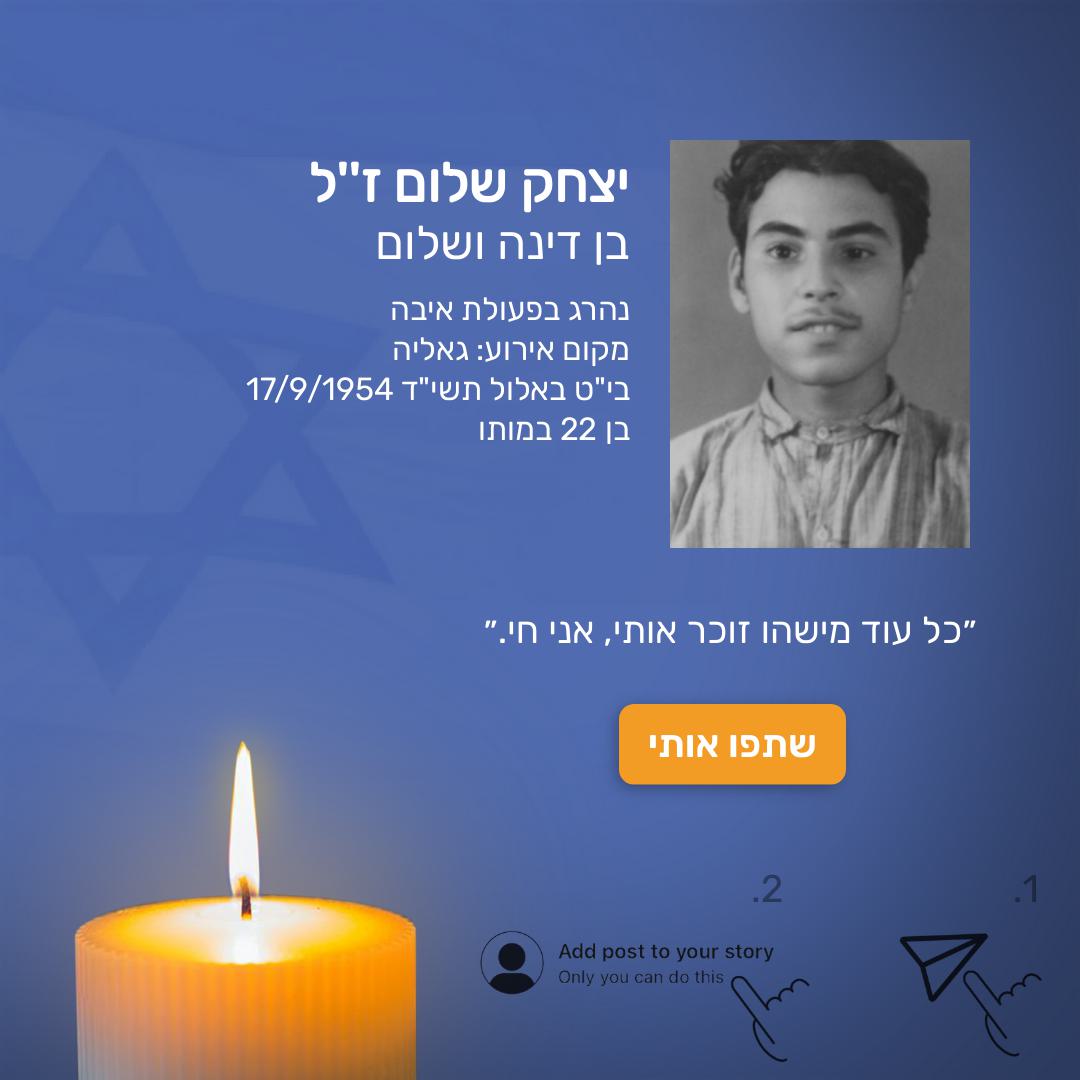 יצחק שלום ז"ל
בן דינה ושלום
נהרג בפעולת איבה
מקום אירוע: גאליה
בי"ט באלול תשי"ד 17/9/1954
בן 22 במותו
״כל עוד מישהו זוכר אותי, אני חי.״
שתפו אותי
1.
2.
Add post to your story
Only you can do this